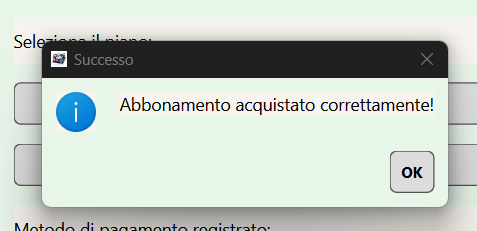 Seleziona il piano:
Successo
Abbonamento acquistato correttamente!
OK
Metodo di pagamento registrato: